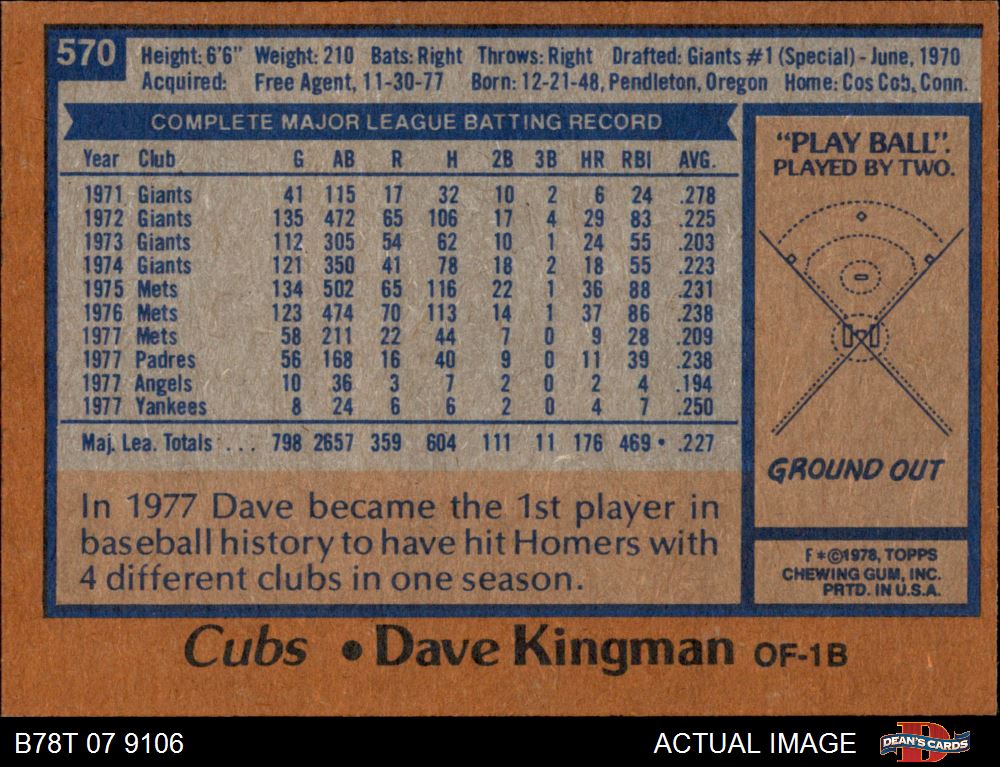 570 Height: 6'6" Weight: 210 Bats: Right Throws: Right Drafted: Giants #1 (Special) - June, 1970
Acquired: Free Agent, 11-30-77 Born: 12-21-48, Pendleton, Oregon Home: Cos Cob, Conn.
COMPLETE MAJOR LEAGUE BATTING RECORD
Year Club G AB R H 2B 3B HR RBI AVG.
1971 Giants 41 115 17 32 10 2 6 24 .278
1972 Giants 135 472 65 106 17 4 29 83 .225
1973 Giants 112 305 54 62 10 1 24 55 .203
1974 Giants 121 350 41 78 18 2 18 55 .223
1975 Mets 134 502 65 116 22 1 36 88 .231
1976 Mets 123 474 70 113 14 1 37 86 .238
1977 Mets 58 211 22 44 7 0 9 28 .209
1977 Padres 56 168 16 40 9 0 11 39 .238
1977 Angels 10 36 3 7 2 0 2 4 .194
1977 Yankees 8 24 6 6 2 0 4 7 .250
Maj. Lea. Totals . . . 798 2657 359 604 111 11 176 469 • .227
In 1977 Dave became the 1st player in
baseball history to have hit Homers with
4 different clubs in one season.
"PLAY BALL":
PLAYED BY TWO.
GROUND OUT
F*©1978, TOPPS
CHEWING GUM, INC.
PRTD. IN U.S.A.
Cubs • Dave Kingman OF-1B
B78T 07 9106 ACTUAL IMAGE DEAN'S CARDS